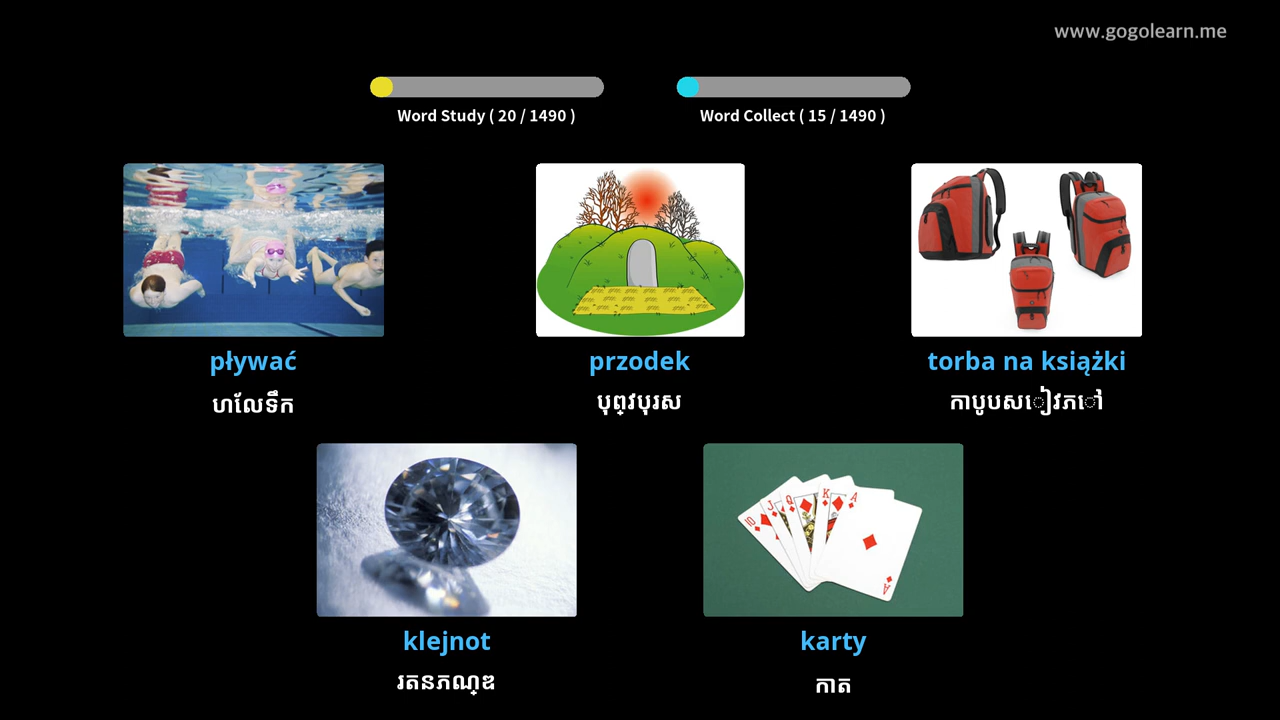 www.gogolearn.me
Word Study ( 20 / 1490 )
Word Collect ( 15 / 1490 )
pływać
przodek
torba na książki
ហែលទឹក
បុព្វបុរស
កាបូបសៀវភៅ
klejnot
karty
រតនភណ្ឌ
កាត